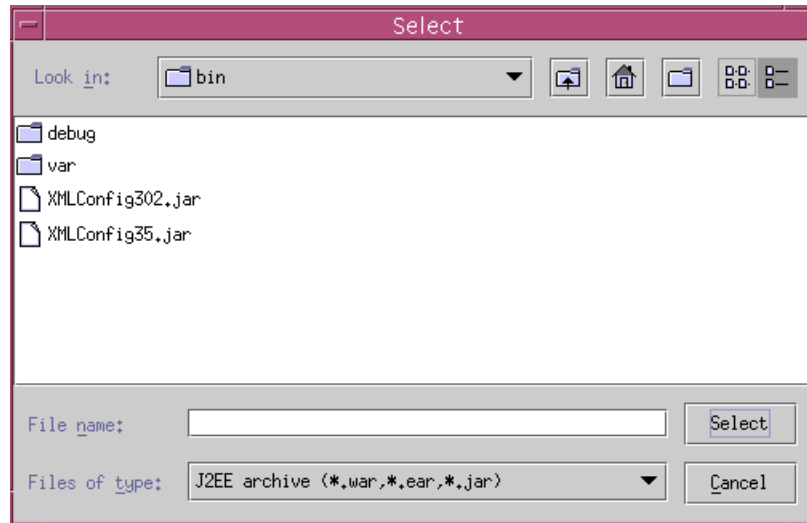 Select
Look in: bin
debug
var
XMLConfig302.jar
XMLConfig35.jar
File name: Select
Files of type: J2EE archive (*.war,*.ear,*.jar) Cancel